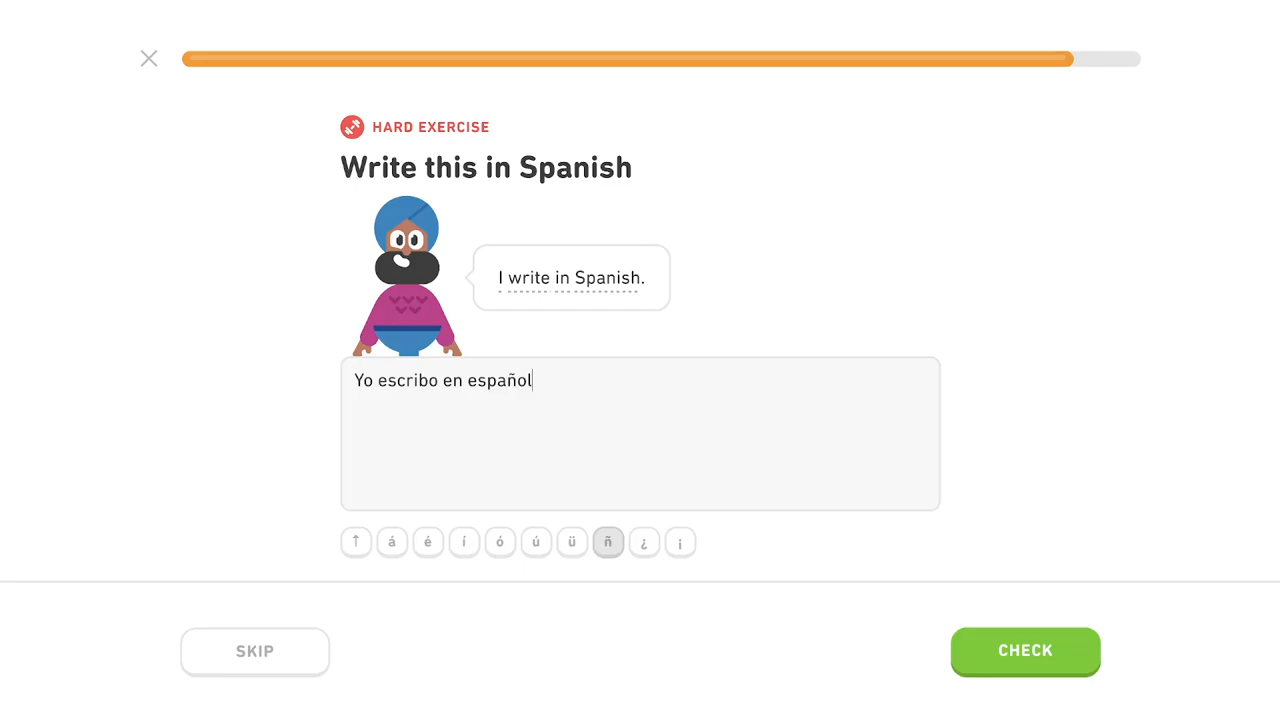 HARD EXERCISE
Write this in Spanish
I write in Spanish.
Yo escribo en español
↑ á é í ó ú ü ñ ¿ ¡
SKIP
CHECK